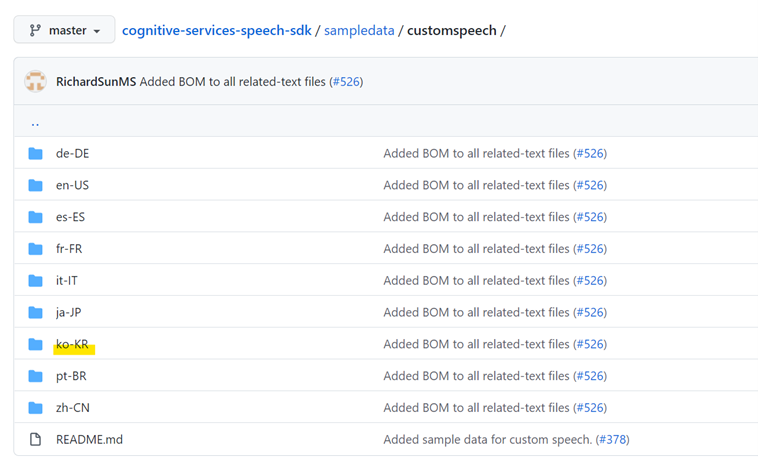 master cognitive-services-speech-sdk / sampledata / customspeech /
RichardSunMS Added BOM to all related-text files (#526)
..
de-DE Added BOM to all related-text files (#526)
en-US Added BOM to all related-text files (#526)
es-ES Added BOM to all related-text files (#526)
fr-FR Added BOM to all related-text files (#526)
it-IT Added BOM to all related-text files (#526)
ja-JP Added BOM to all related-text files (#526)
ko-KR Added BOM to all related-text files (#526)
pt-BR Added BOM to all related-text files (#526)
zh-CN Added BOM to all related-text files (#526)
README.md Added sample data for custom speech. (#378)